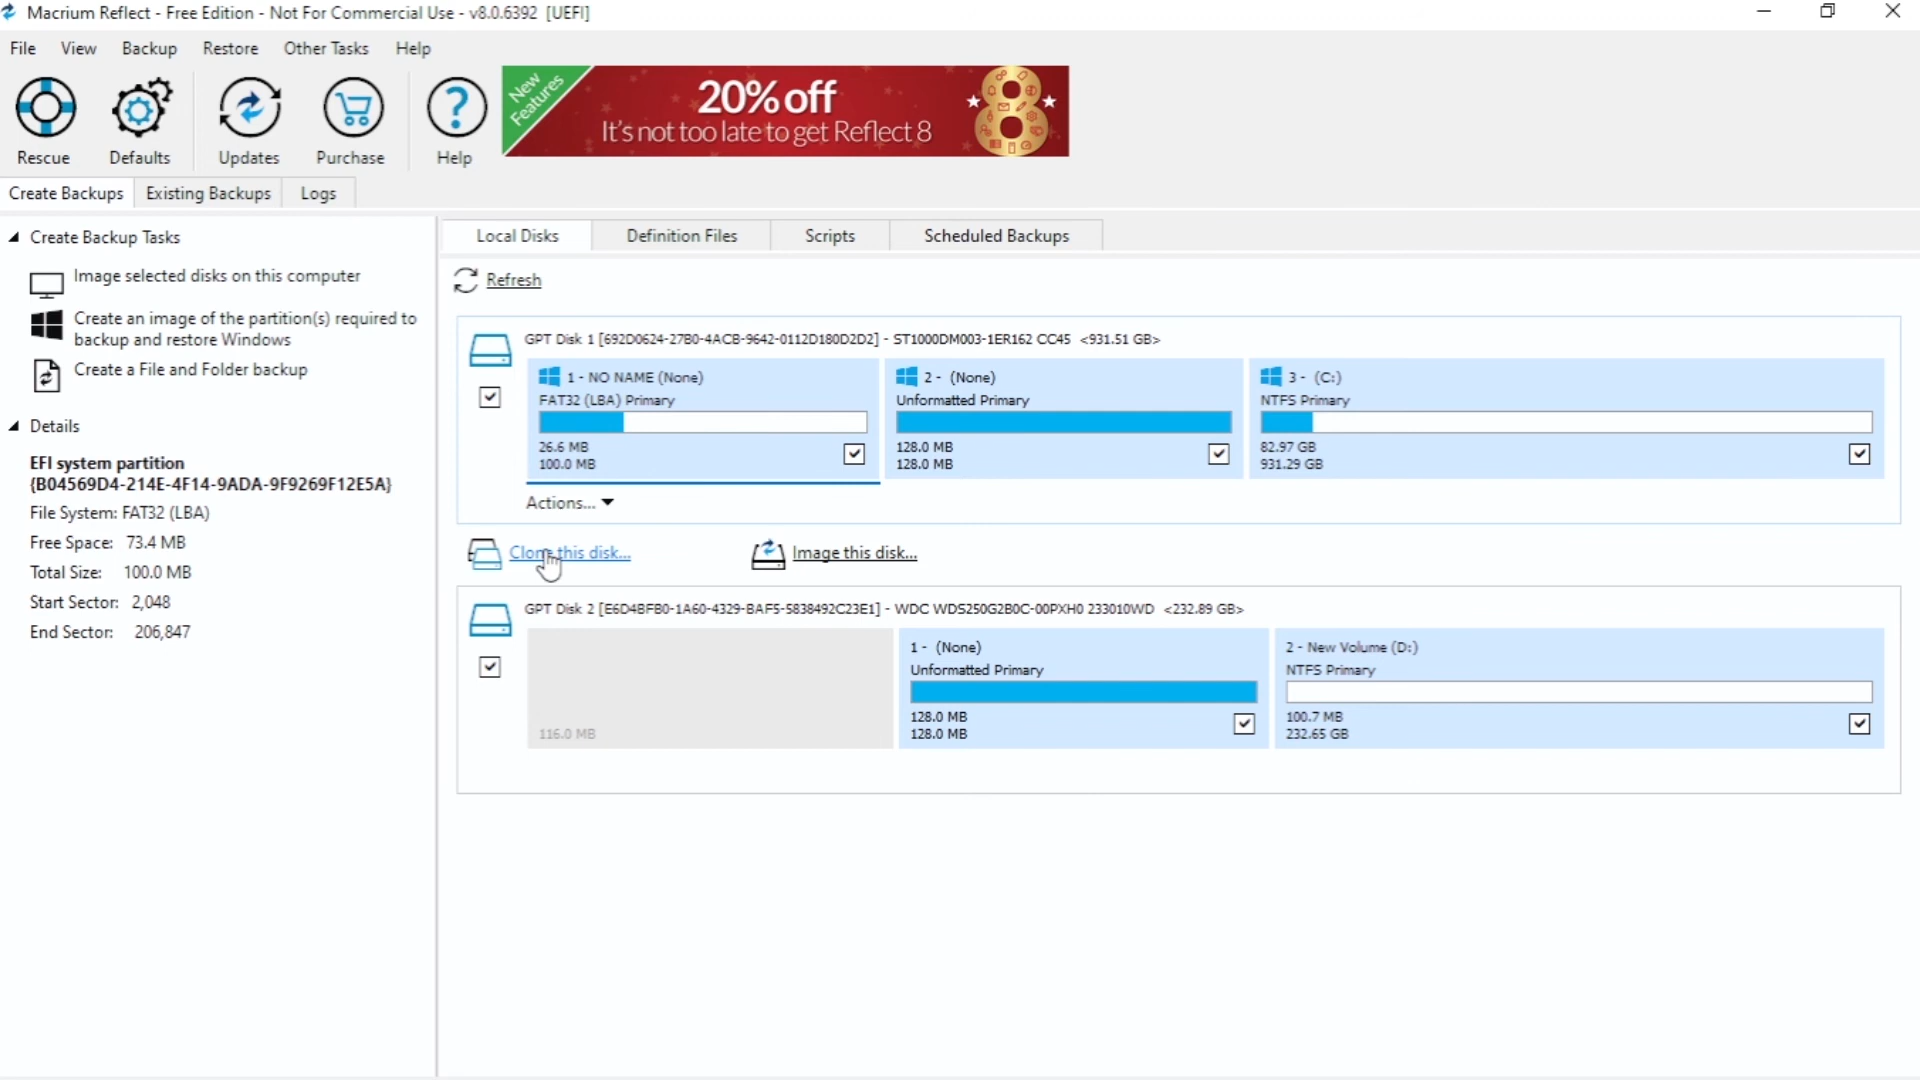 Macrium Reflect - Free Edition - Not For Commercial Use - v8.0.6392 [UEFI]
File View Backup Restore Other Tasks Help
Rescue Defaults Updates Purchase Help
New Features
20% off
It's not too late to get Reflect 8
Create Backups Existing Backups Logs
Create Backup Tasks
Image selected disks on this computer
Create an image of the partition(s) required to
backup and restore Windows
Create a File and Folder backup
Details
EFI system partition
{B04569D4-214E-4F14-9ADA-9F9269F12E5A}
File System: FAT32 (LBA)
Free Space: 73.4 MB
Total Size: 100.0 MB
Start Sector: 2,048
End Sector: 206,847
Local Disks Definition Files Scripts Scheduled Backups
Refresh
GPT Disk 1 [692D0624-27B0-4ACB-9642-0112D180D2D2] - ST1000DM003-1ER162 CC45 <931.51 GB>
1 - NO NAME (None)
FAT32 (LBA) Primary
26.6 MB
100.0 MB
2 - (None)
Unformatted Primary
128.0 MB
128.0 MB
3 - (C:)
NTFS Primary
82.97 GB
931.29 GB
Actions...
Clone this disk... Image this disk...
GPT Disk 2 [E6D4BFB0-1A60-4329-BAF5-5838492C23E1] - WDC WDS250G2B0C-00PXH0 233010WD <232.89 GB>
116.0 MB
1 - (None)
Unformatted Primary
128.0 MB
128.0 MB
2 - New Volume (D:)
NTFS Primary
100.7 MB
232.65 GB